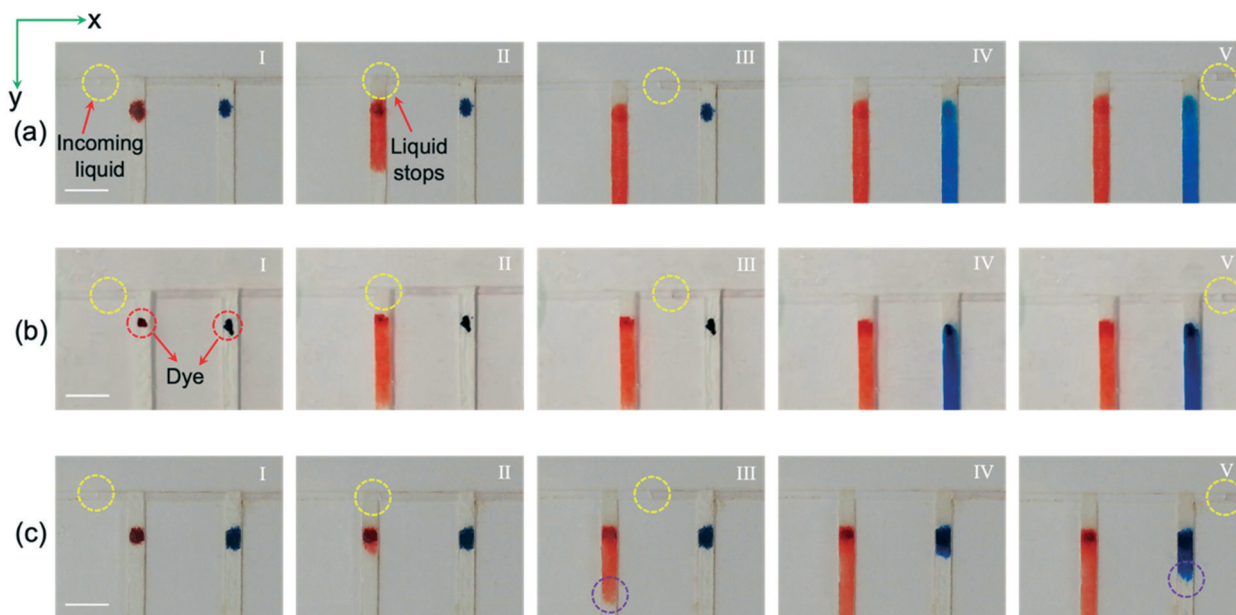 x
y
(a)
I
II
III
IV
V
Incoming
liquid
Liquid
stops
(b)
I
II
III
IV
V
Dye
(c)
I
II
III
IV
V